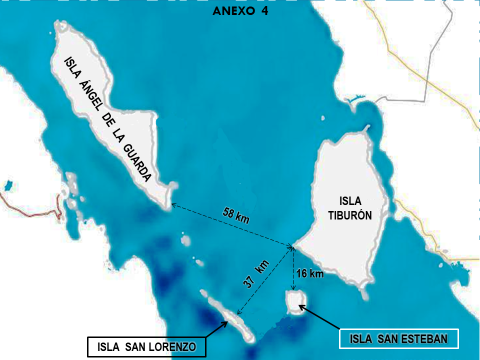 ANEXO 4
ISLA ÁNGEL DE LA GUARDA
ISLA
TIBURÓN
58 km
37 km
16 km
ISLA SAN LORENZO
ISLA SAN ESTEBAN